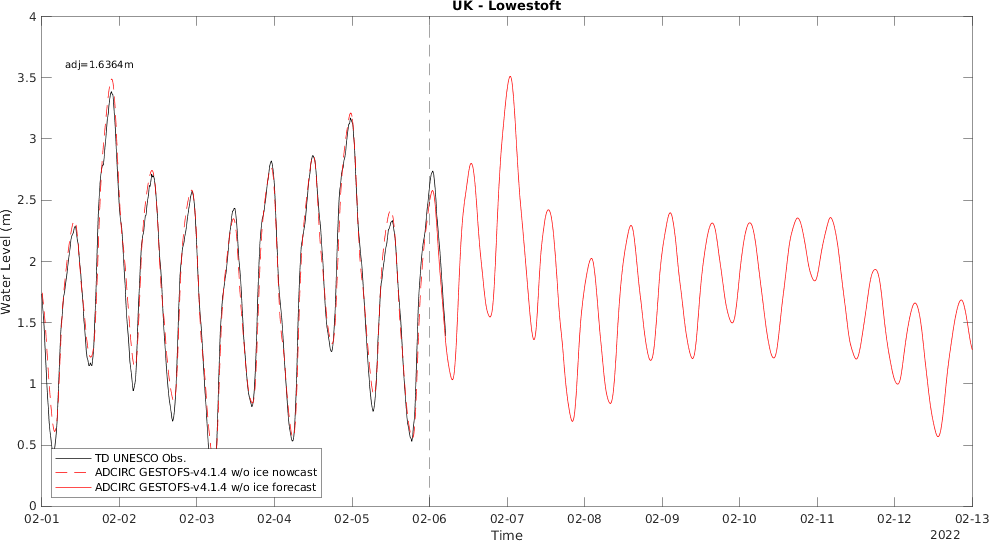 UK - Lowestoft
4
adj=1.6364m
3.5
3
2.5
2
1.5
1
0.5
0
Water Level (m)
TD UNESCO Obs.
ADCIRC GESTOFS-v4.1.4 w/o ice nowcast
ADCIRC GESTOFS-v4.1.4 w/o ice forecast
02-01 02-02 02-03 02-04 02-05 02-06 02-07 02-08 02-09 02-10 02-11 02-12 02-13
Time
2022